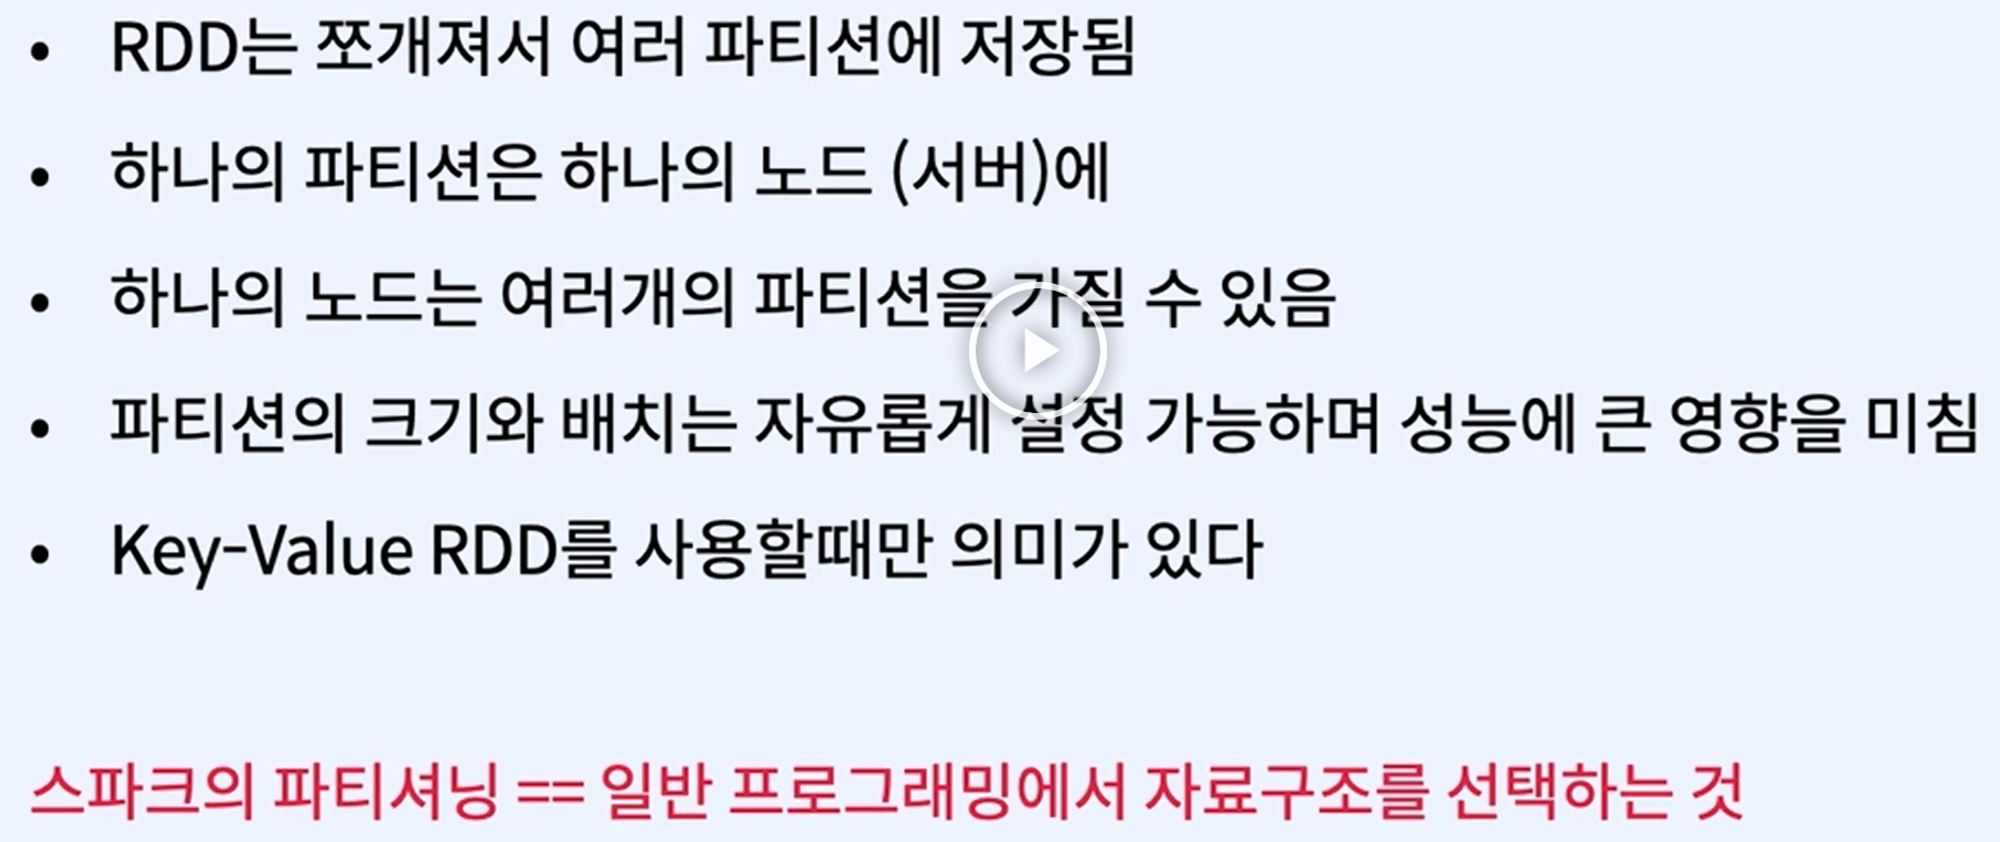 • RDD는 쪼개져서 여러 파티션에 저장됨
• 하나의 파티션은 하나의 노드 (서버)에
• 하나의 노드는 여러개의 파티션을 가질 수 있음
• 파티션의 크기와 배치는 자유롭게 설정 가능하며 성능에 큰 영향을 미침
• Key-Value RDD를 사용할때만 의미가 있다
스파크의 파티셔닝 == 일반 프로그래밍에서 자료구조를 선택하는 것